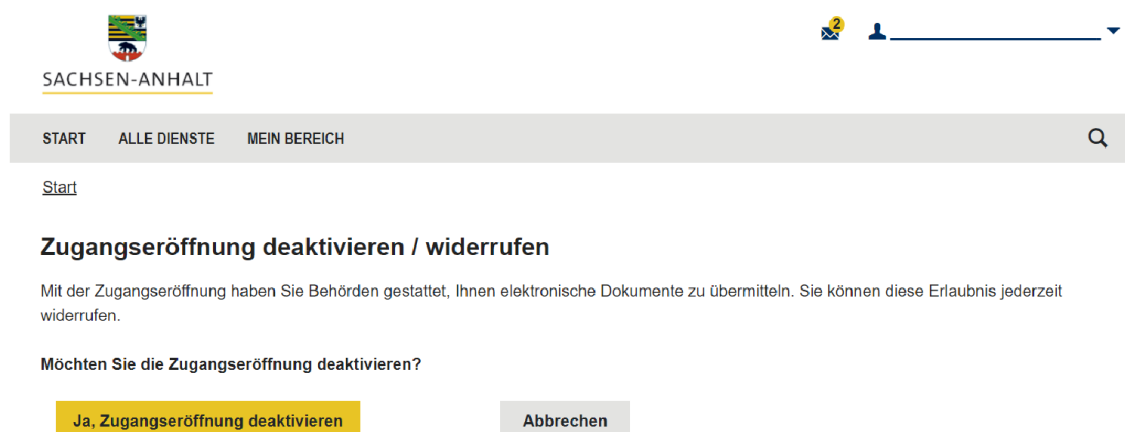 2
SACHSEN-ANHALT
START ALLE DIENSTE MEIN BEREICH
Start
Zugangseröffnung deaktivieren / widerrufen
Mit der Zugangseröffnung haben Sie Behörden gestattet, Ihnen elektronische Dokumente zu übermitteln. Sie können diese Erlaubnis jederzeit
widerrufen.
Möchten Sie die Zugangseröffnung deaktivieren?
Ja, Zugangseröffnung deaktivieren Abbrechen